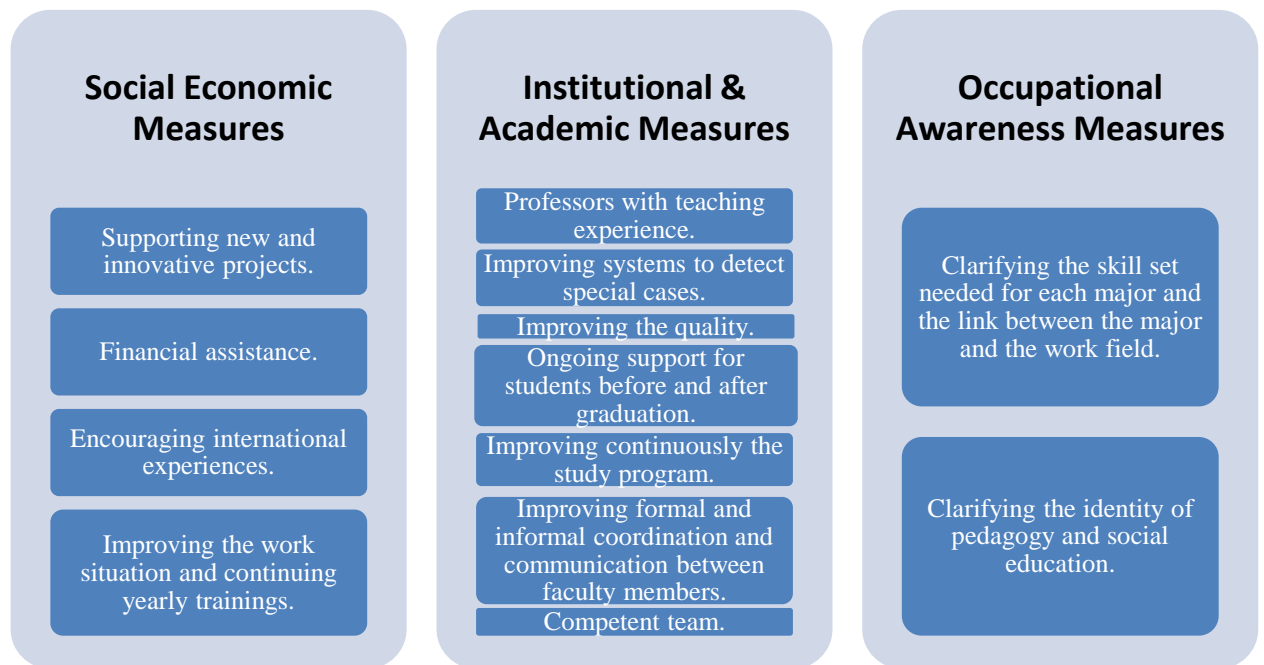 Social Economic
Measures
Supporting new and
innovative projects.
Financial assistance.
Encouraging international
experiences.
Improving the work
situation and continuing
yearly trainings.
Institutional &
Academic Measures
Professors with teaching
experience.
Improving systems to detect
special cases.
Improving the quality.
Ongoing support for
students before and after
graduation.
Improving continuously the
study program.
Improving formal and
informal coordination and
communication between
faculty members.
Competent team.
Occupational
Awareness Measures
Clarifying the skill set
needed for each major and
the link between the major
and the work field.
Clarifying the identity of
pedagogy and social
education.